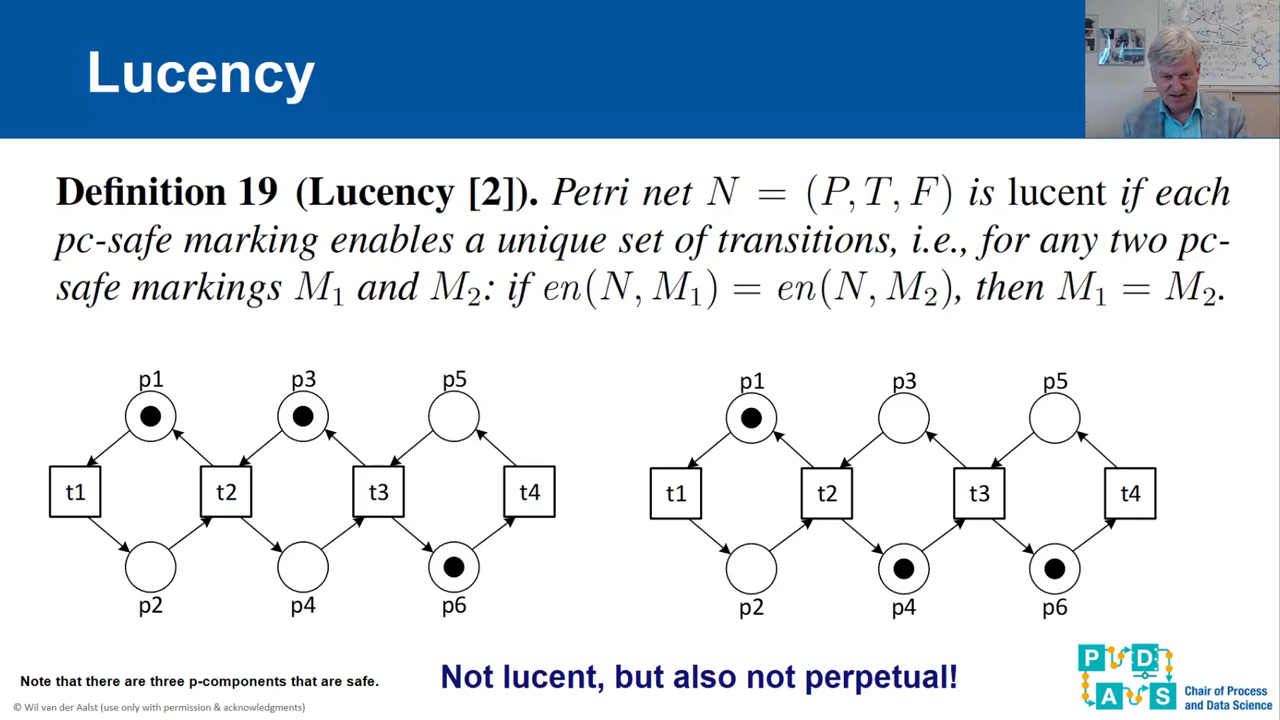 Lucency
Definition 19 (Lucency [2]). Petri net N = (P, T, F) is lucent if each
pc-safe marking enables a unique set of transitions, i.e., for any two pc-
safe markings M₁ and M₂: if en(N, M₁) = en(N, M₂), then M₁ = M₂.
p1 p3 p5
t1 t2 t3 t4
p2 p4 p6
p1 p3 p5
t1 t2 t3 t4
p2 p4 p6
Note that there are three p-components that are safe.
Not lucent, but also not perpetual!
© Wil van der Aalst (use only with permission & acknowledgments)
P D
A S
Chair of Process
and Data Science